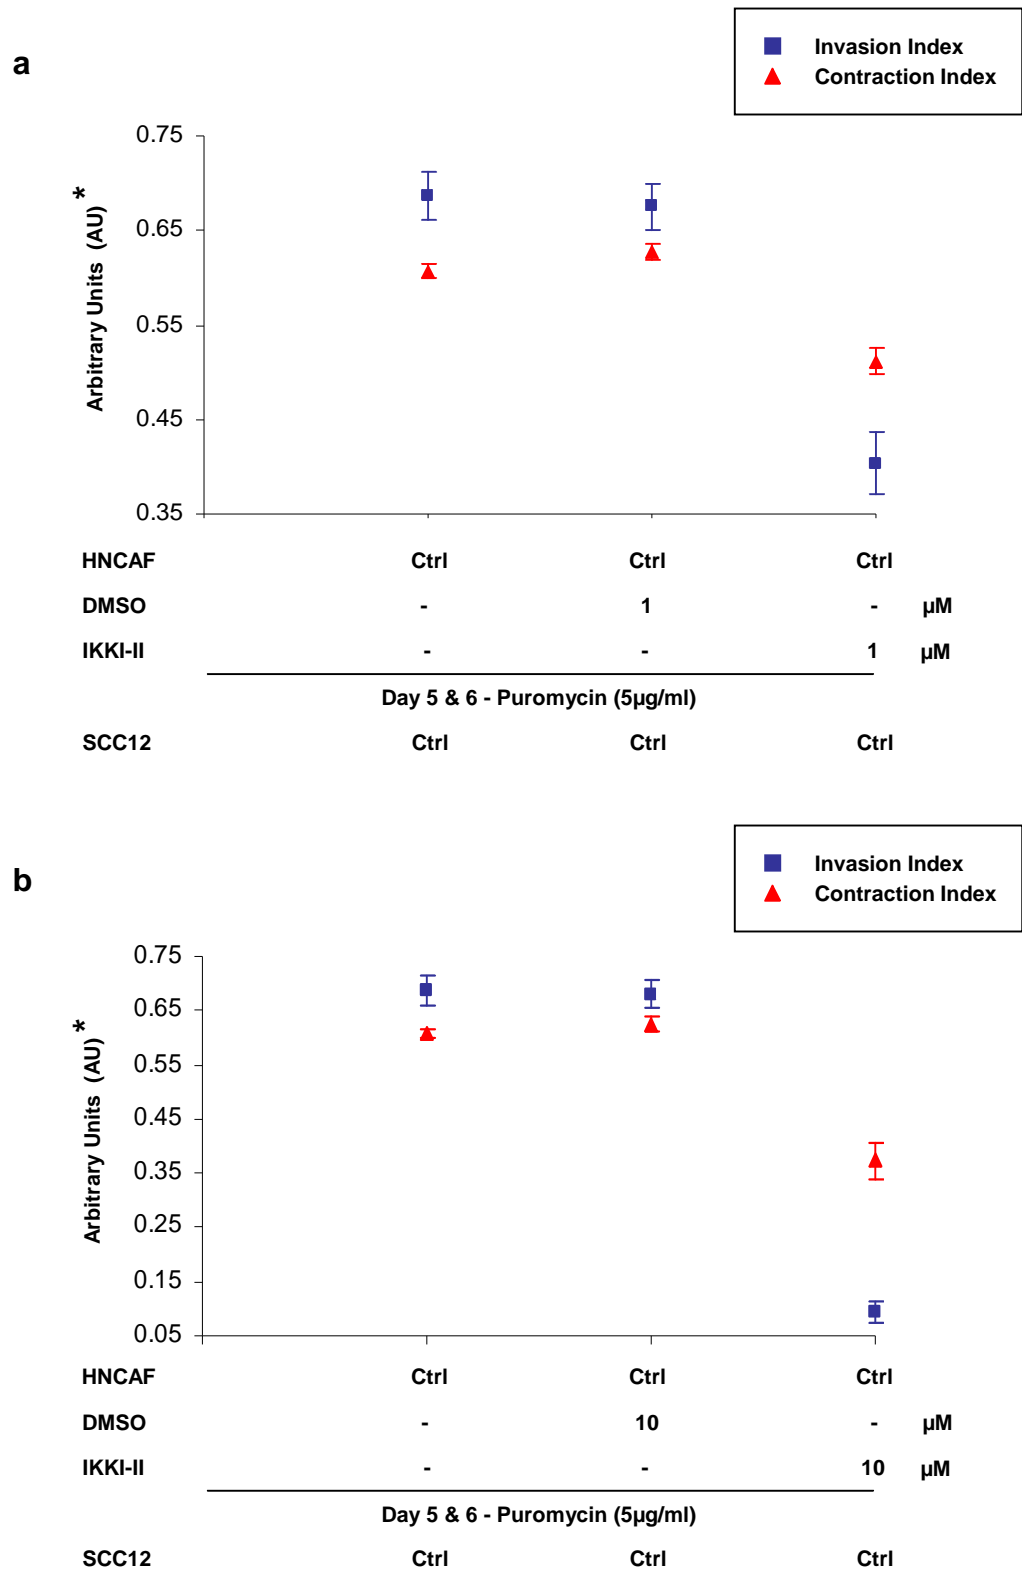 a
Invasion Index
Contraction Index
0.75
0.65
0.55
0.45
0.35
Arbitrary Units (AU)*
HNCAF Ctrl Ctrl Ctrl
DMSO - 1 - µM
IKKI-II - - 1 µM
Day 5 & 6 - Puromycin (5µg/ml)
SCC12 Ctrl Ctrl Ctrl
b
Invasion Index
Contraction Index
0.75
0.65
0.55
0.45
0.35
0.25
0.15
0.05
Arbitrary Units (AU)*
HNCAF Ctrl Ctrl Ctrl
DMSO - 10 - µM
IKKI-II - - 10 µM
Day 5 & 6 - Puromycin (5µg/ml)
SCC12 Ctrl Ctrl Ctrl